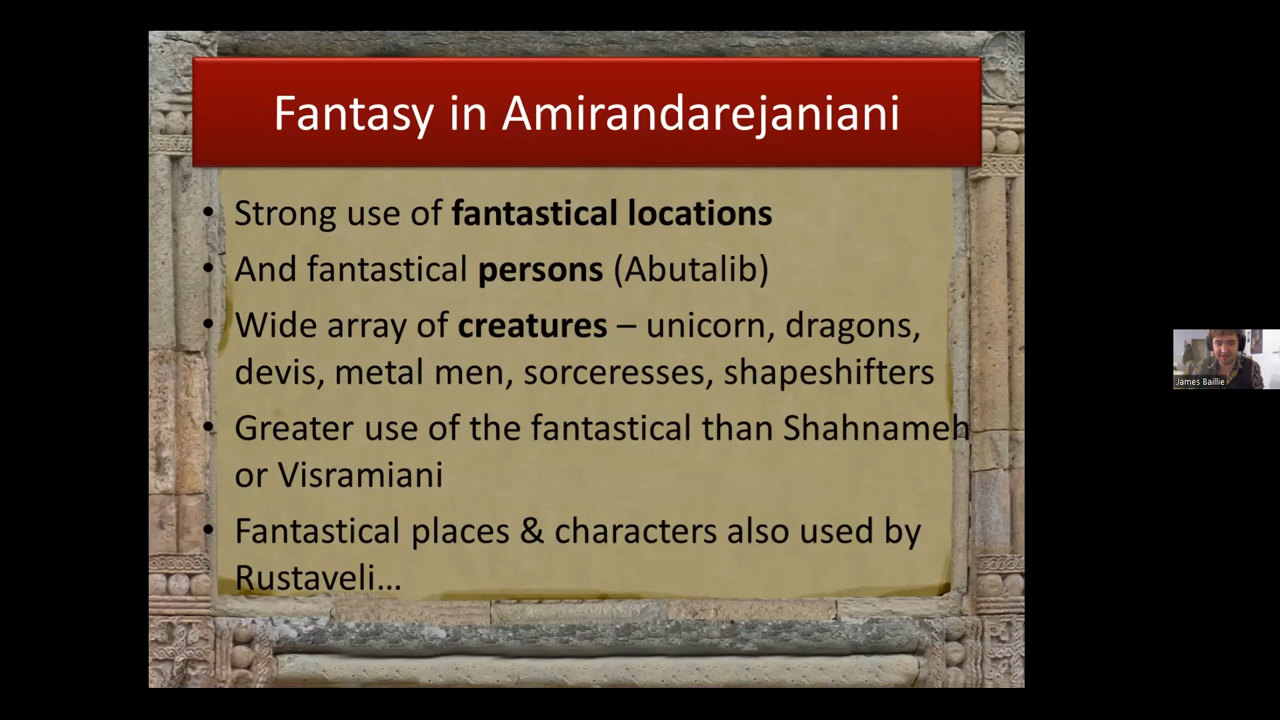 Fantasy in Amirandarejaniani
• Strong use of fantastical locations
• And fantastical persons (Abutalib)
• Wide array of creatures – unicorn, dragons,
devis, metal men, sorceresses, shapeshifters
• Greater use of the fantastical than Shahnameh
or Visramiani
• Fantastical places & characters also used by
Rustaveli...
James Baillie